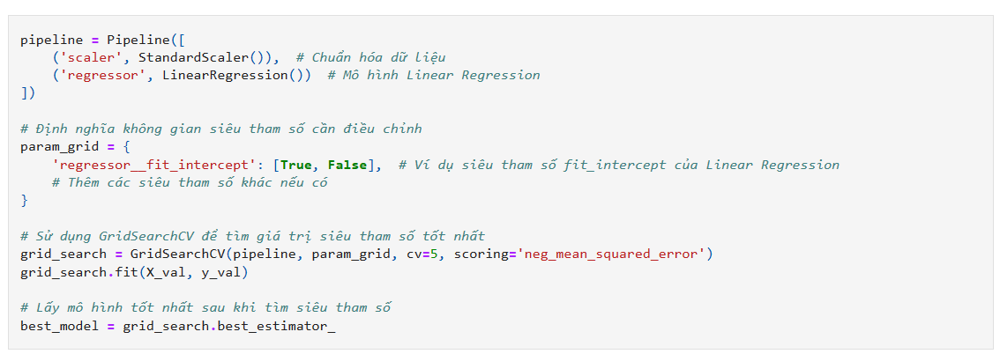 pipeline = Pipeline([
    ('scaler', StandardScaler()),  # Chuẩn hóa dữ liệu
    ('regressor', LinearRegression())  # Mô hình Linear Regression
])

# Định nghĩa không gian siêu tham số cần điều chỉnh
param_grid = {
    'regressor__fit_intercept': [True, False],  # Ví dụ siêu tham số fit_intercept của Linear Regression
    # Thêm các siêu tham số khác nếu có
}

# Sử dụng GridSearchCV để tìm giá trị siêu tham số tốt nhất
grid_search = GridSearchCV(pipeline, param_grid, cv=5, scoring='neg_mean_squared_error')
grid_search.fit(X_val, y_val)

# Lấy mô hình tốt nhất sau khi tìm siêu tham số
best_model = grid_search.best_estimator_